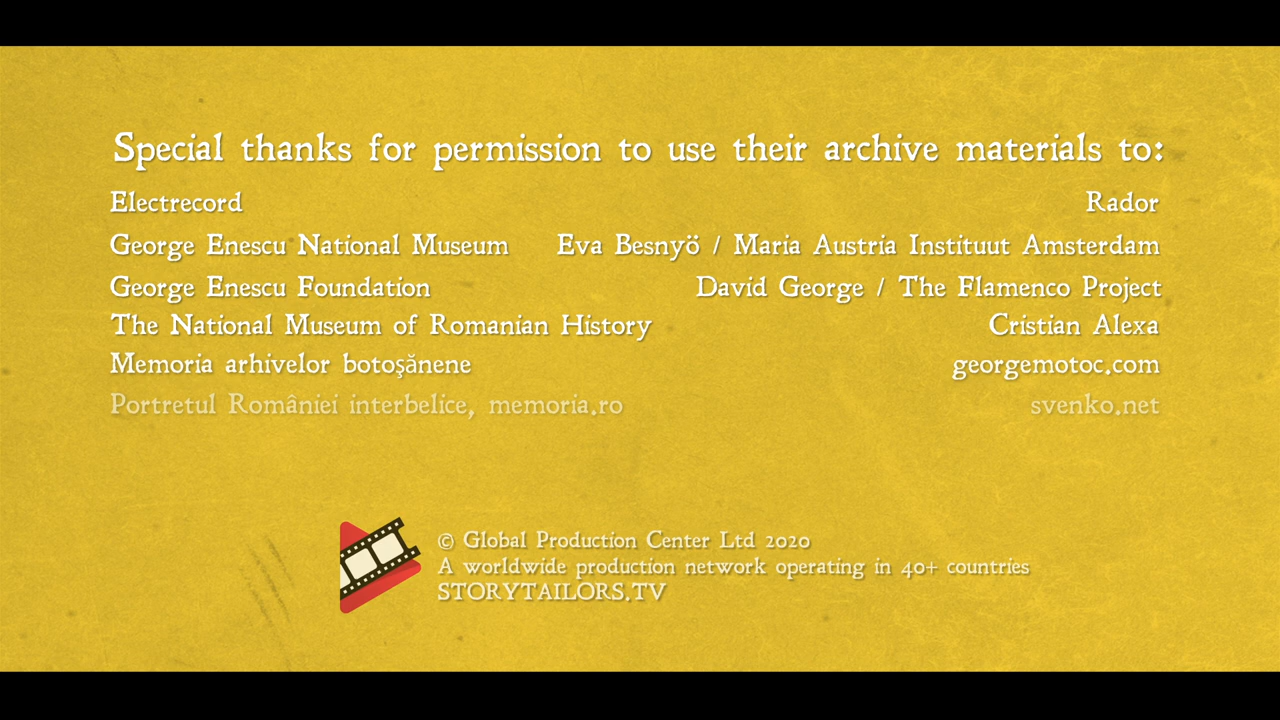 Special thanks for permission to use their archive materials to:
Electrecord Rador
George Enescu National Museum Eva Besnyö / Maria Austria Instituut Amsterdam
George Enescu Foundation David George / The Flamenco Project
The National Museum of Romanian History Cristian Alexa
Memoria arhivelor botoşănene georgemotoc.com
Portretul României interbelice, memoria.ro svenko.net
© Global Production Center Ltd 2020
A worldwide production network operating in 40+ countries
STORYTAILORS.TV